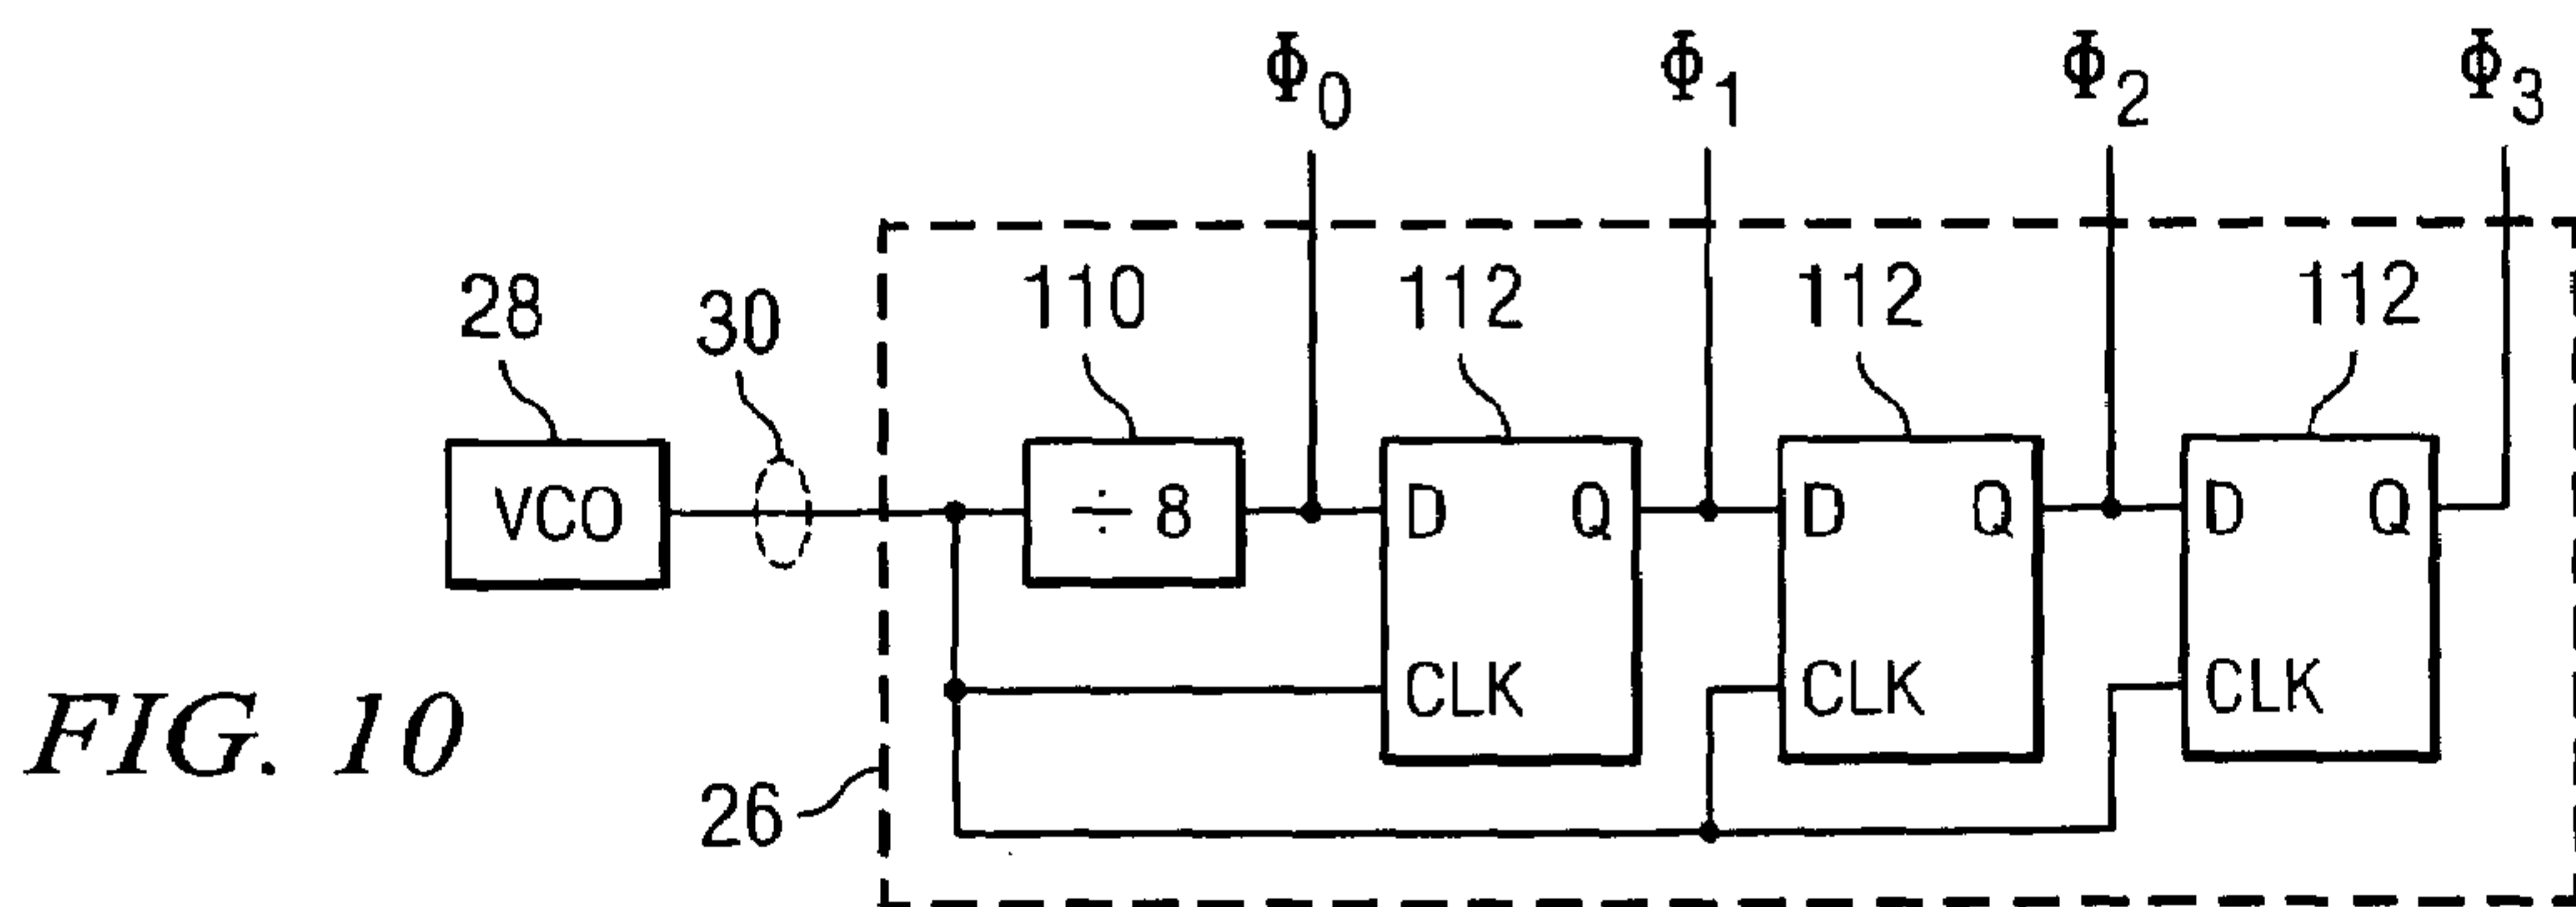 Φ0 Φ1 Φ2 Φ3
28 30 110 112 112 112
VCO ÷ 8 D Q D Q D Q
CLK CLK CLK
FIG. 10
26